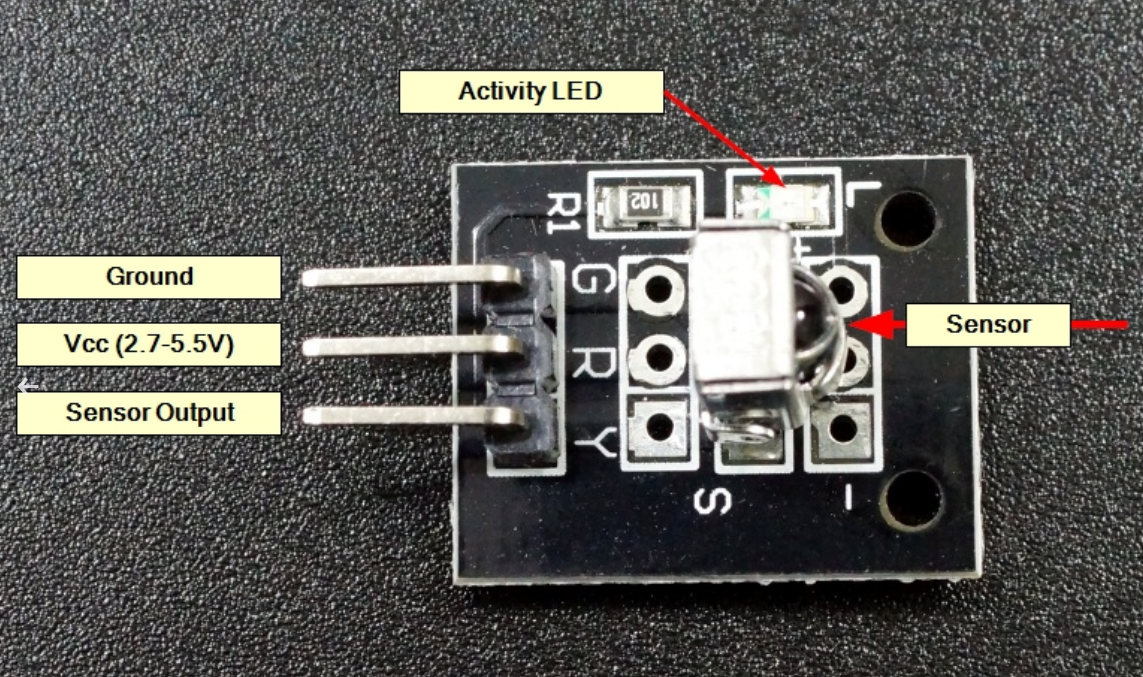 Activity LED
R1
102
L
Ground
G
Vcc (2.7-5.5V)
R
Sensor
Sensor Output
Y
S
-